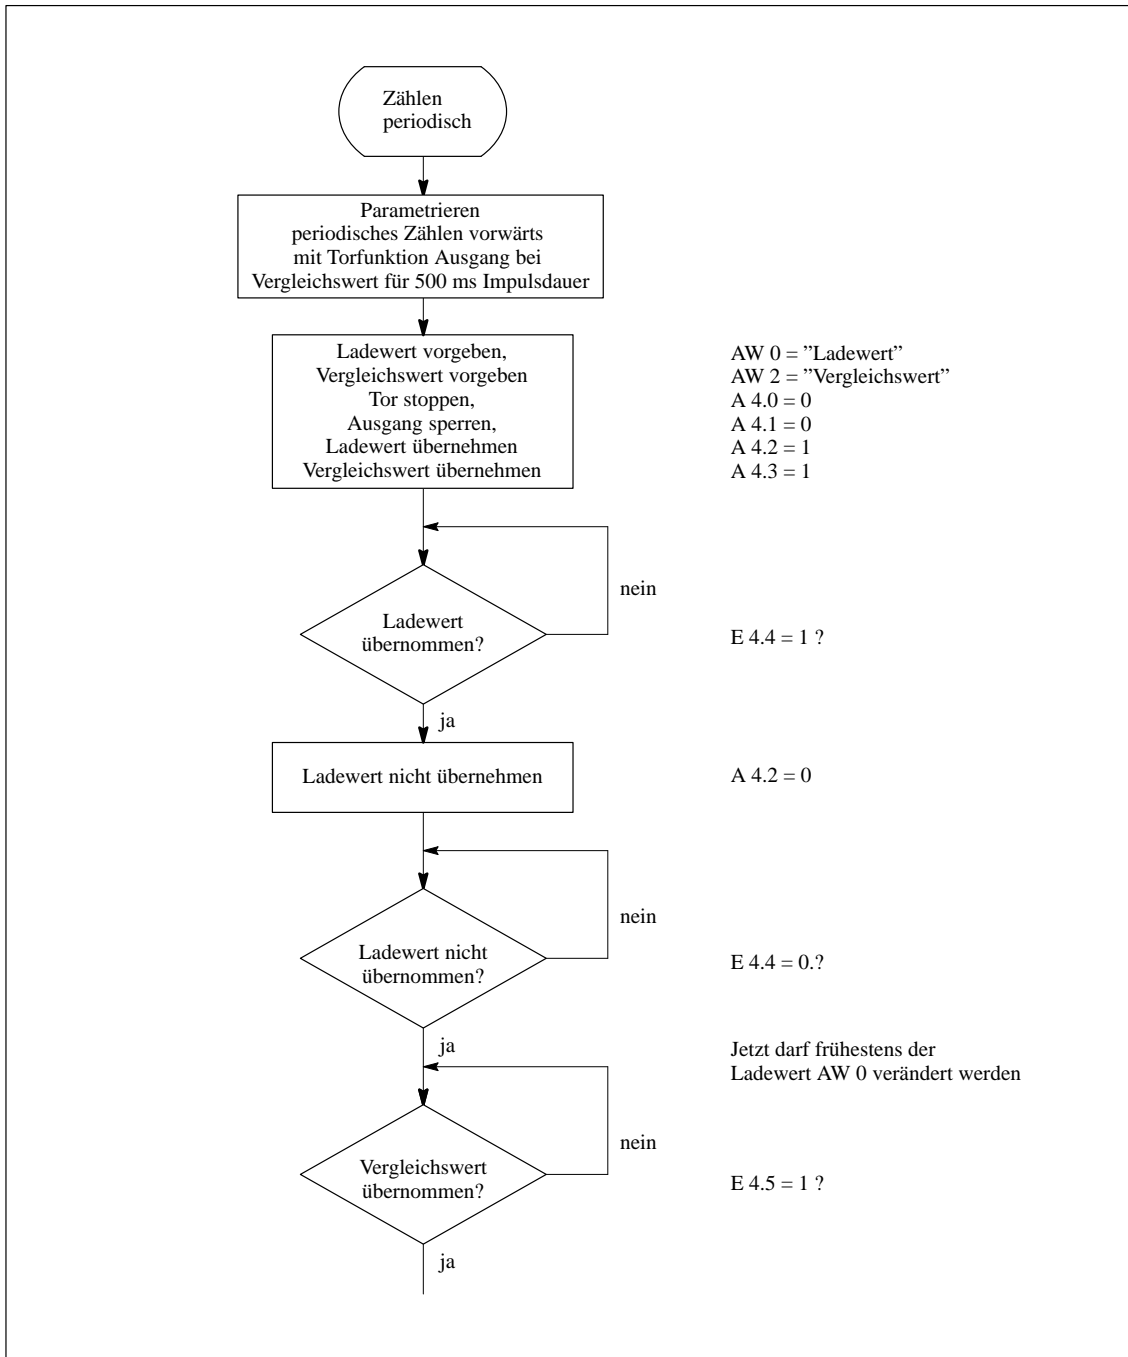 Zählen
periodisch
Parametrieren
periodisches Zählen vorwärts
mit Torfunktion Ausgang bei
Vergleichswert für 500 ms Impulsdauer
Ladewert vorgeben,
Vergleichswert vorgeben
Tor stoppen,
Ausgang sperren,
Ladewert übernehmen
Vergleichswert übernehmen
AW 0 = ”Ladewert”
AW 2 = ”Vergleichswert”
A 4.0 = 0
A 4.1 = 0
A 4.2 = 1
A 4.3 = 1
nein
Ladewert
übernommen?
E 4.4 = 1 ?
ja
Ladewert nicht übernehmen
A 4.2 = 0
nein
Ladewert nicht
übernommen?
E 4.4 = 0.?
ja
Jetzt darf frühestens der
Ladewert AW 0 verändert werden
nein
Vergleichswert
übernommen?
E 4.5 = 1 ?
ja